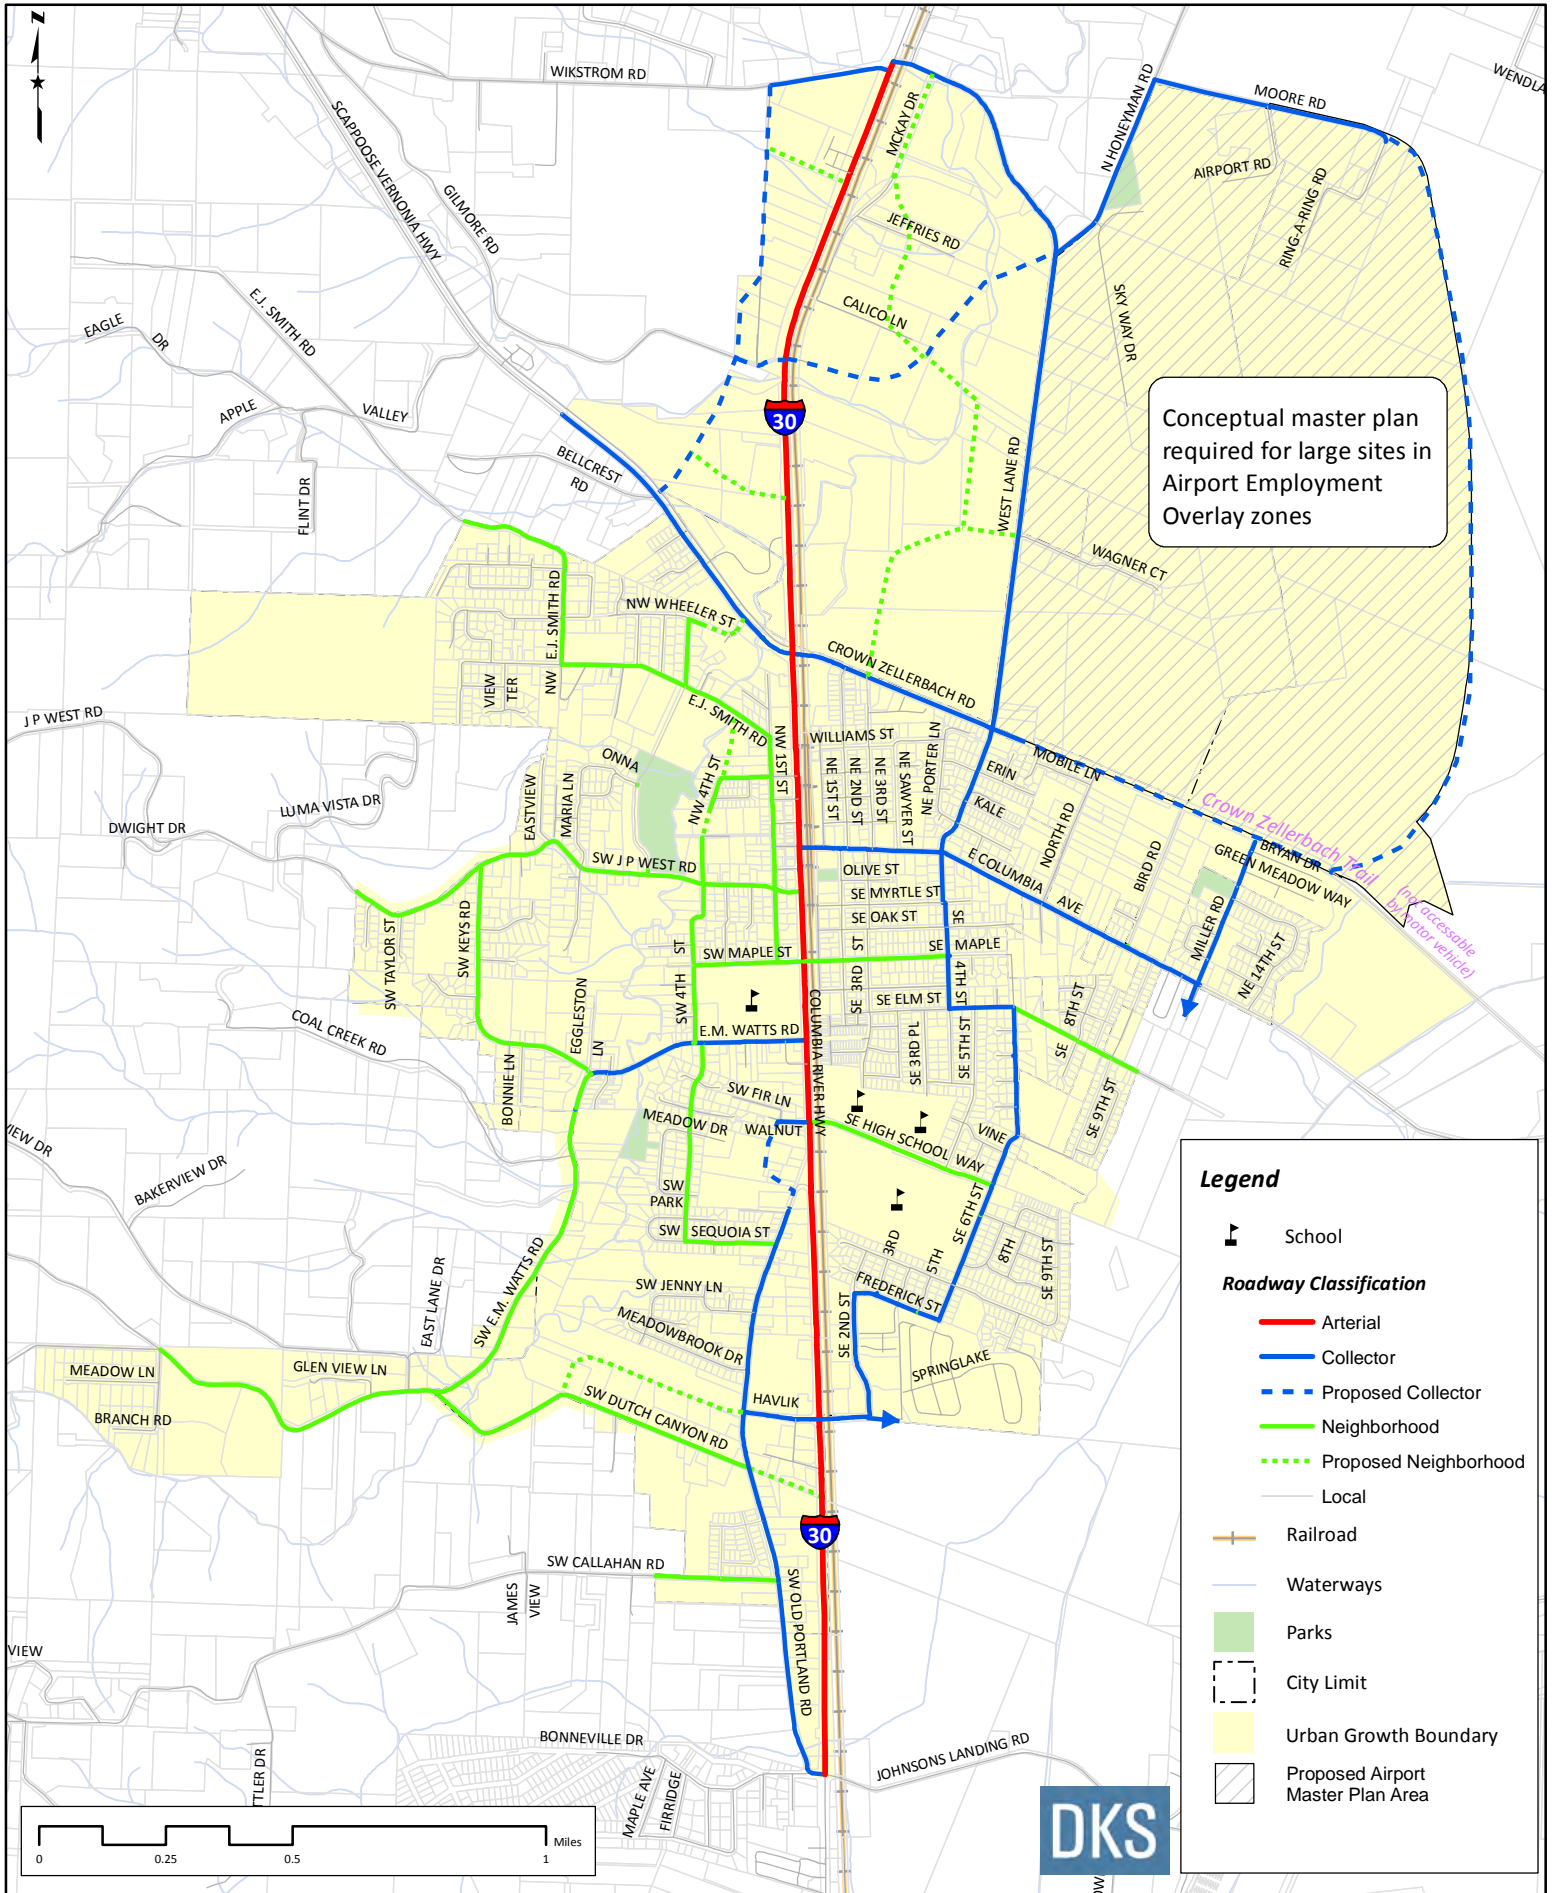 N
WIKSTROM RD
WENDLA
SCAPPOOSE VERNONIA HWY
MCKAY DR
N HONEYMAN RD
MOORE RD
GILMORE RD
AIRPORT RD
RING-A-RING RD
JEFFRIES RD
E.J. SMITH RD
EAGLE
DR
CALICO LN
SKY WAY DR
APPLE
VALLEY
30
Conceptual master plan
required for large sites in
Airport Employment
Overlay zones
BELLCREST
RD
FLINT DR
WEST LANE RD
WAGNER CT
NW WHEELER ST
NW E.J. SMITH RD
CROWN ZELLERBACH RD
VIEW
TER
J P WEST RD
E.J. SMITH RD
NW 1ST ST
WILLIAMS ST
NE PORTER LN
MOBILE LN
ONNA
NW 4TH ST
NE 1ST ST
NE 2ND ST
NE 3RD ST
NE SAWYER ST
ERIN
KALE
NORTH RD
Crown Zellerbach Trail
(not accessable
by motor vehicle)
EASTVIEW
MARIA LN
LUMA VISTA DR
DWIGHT DR
SW J P WEST RD
OLIVE ST
E COLUMBIA
AVE
BIRD RD
BRYAN DR
GREEN MEADOW WAY
SE MYRTLE ST
SE OAK ST
SE
4TH ST
MILLER RD
NE 14TH ST
SW TAYLOR ST
SW KEYS RD
SW 4TH
ST
SW MAPLE ST
SE MAPLE
SE 3RD ST
SE ELM ST
COAL CREEK RD
EGGLESTON
LN
E.M. WATTS RD
COLUMBIA RIVER HWY
SE 3RD PL
SE 5TH ST
SE 8TH ST
BONNIE LN
SW FIR LN
MEADOW DR
WALNUT
SE HIGH SCHOOL WAY
VINE
SE 9TH ST
IEW DR
BAKERVIEW DR
SW
PARK
SW SEQUOIA ST
3RD
5TH
SE 6TH ST
8TH
SE 9TH ST
SW E.M. WATTS RD
EAST LANE DR
SW JENNY LN
MEADOWBROOK DR
FREDERICK ST
SE 2ND ST
SPRINGLAKE
MEADOW LN
GLEN VIEW LN
BRANCH RD
SW DUTCH CANYON RD
HAVLIK
30
SW CALLAHAN RD
JAMES
VIEW
SW OLD PORTLAND RD
VIEW
TTLER DR
BONNEVILLE DR
MAPLE AVE
FIRRIDGE
JOHNSONS LANDING RD
OW
Legend
School
Roadway Classification
Arterial
Collector
Proposed Collector
Neighborhood
Proposed Neighborhood
Local
Railroad
Waterways
Parks
City Limit
Urban Growth Boundary
Proposed Airport
Master Plan Area
Miles
0
0.25
0.5
1
DKS